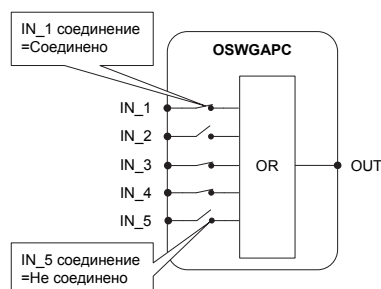 IN_1 соединение
=Соединено
OSWGAPC
IN_1
IN_2
IN_3
OR
OUT
IN_4
IN_5
IN_5 соединение
=Не соединено